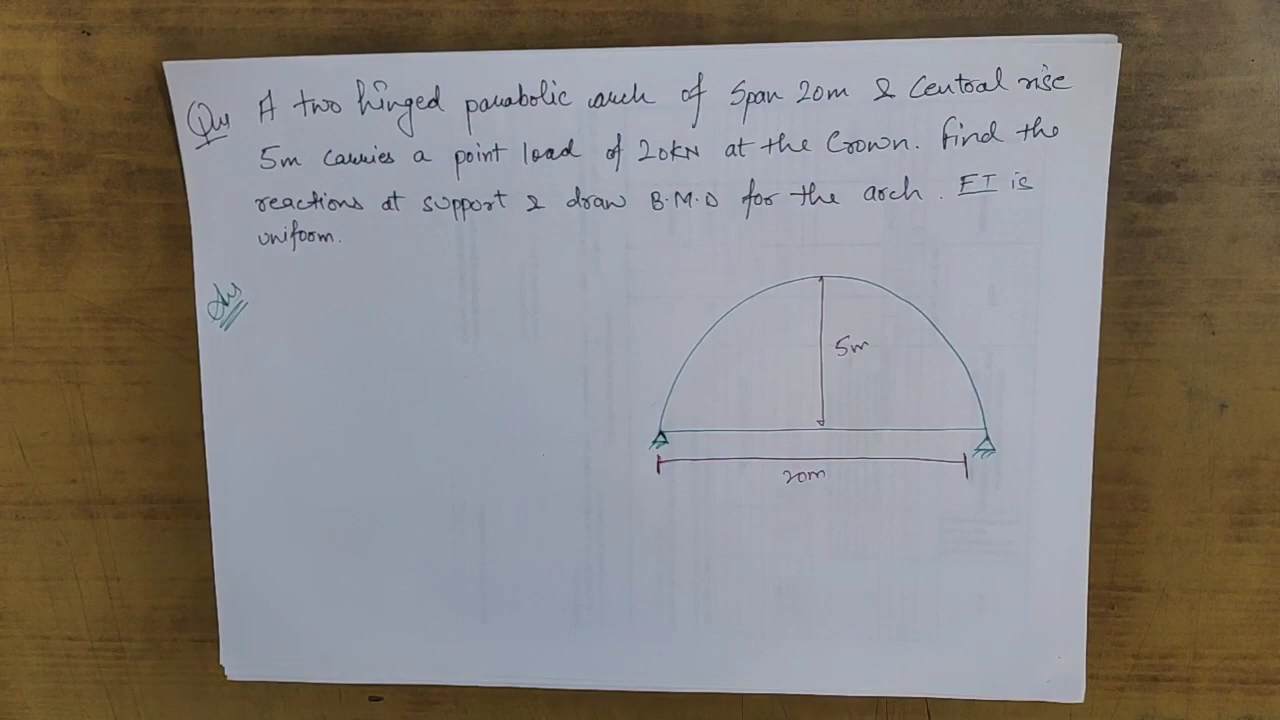 Qus A two hinged parabolic arch of Span 20m & Central rise
5m carries a point load of 20KN at the Crown. Find the
reactions at support & draw B.M.D for the arch. EI is
uniform.
Ans
5m
20m